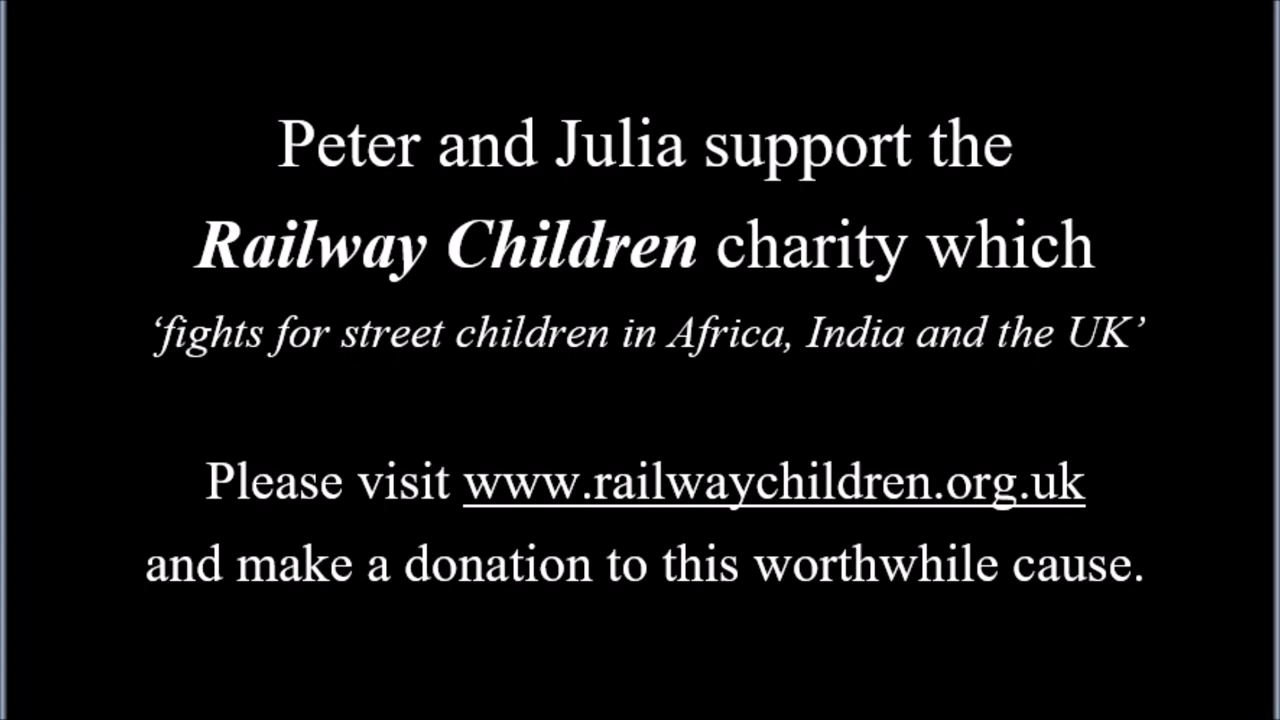 Peter and Julia support the
Railway Children charity which
‘fights for street children in Africa, India and the UK’
Please visit www.railwaychildren.org.uk
and make a donation to this worthwhile cause.